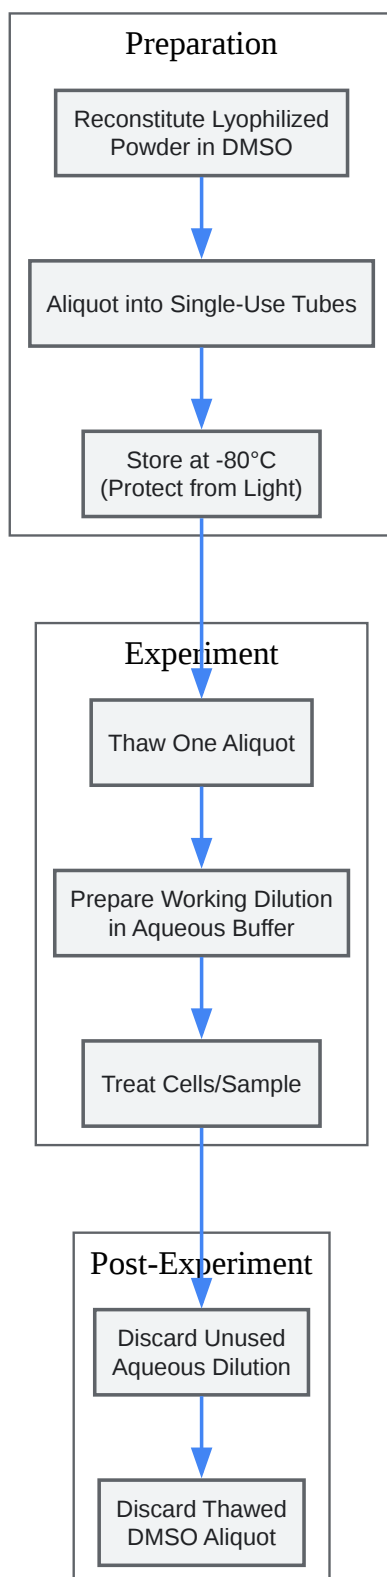 Preparation
Reconstitute Lyophilized
Powder in DMSO
Aliquot into Single-Use Tubes
Store at -80°C
(Protect from Light)
Experiment
Thaw One Aliquot
Prepare Working Dilution
in Aqueous Buffer
Treat Cells/Sample
Post-Experiment
Discard Unused
Aqueous Dilution
Discard Thawed
DMSO Aliquot